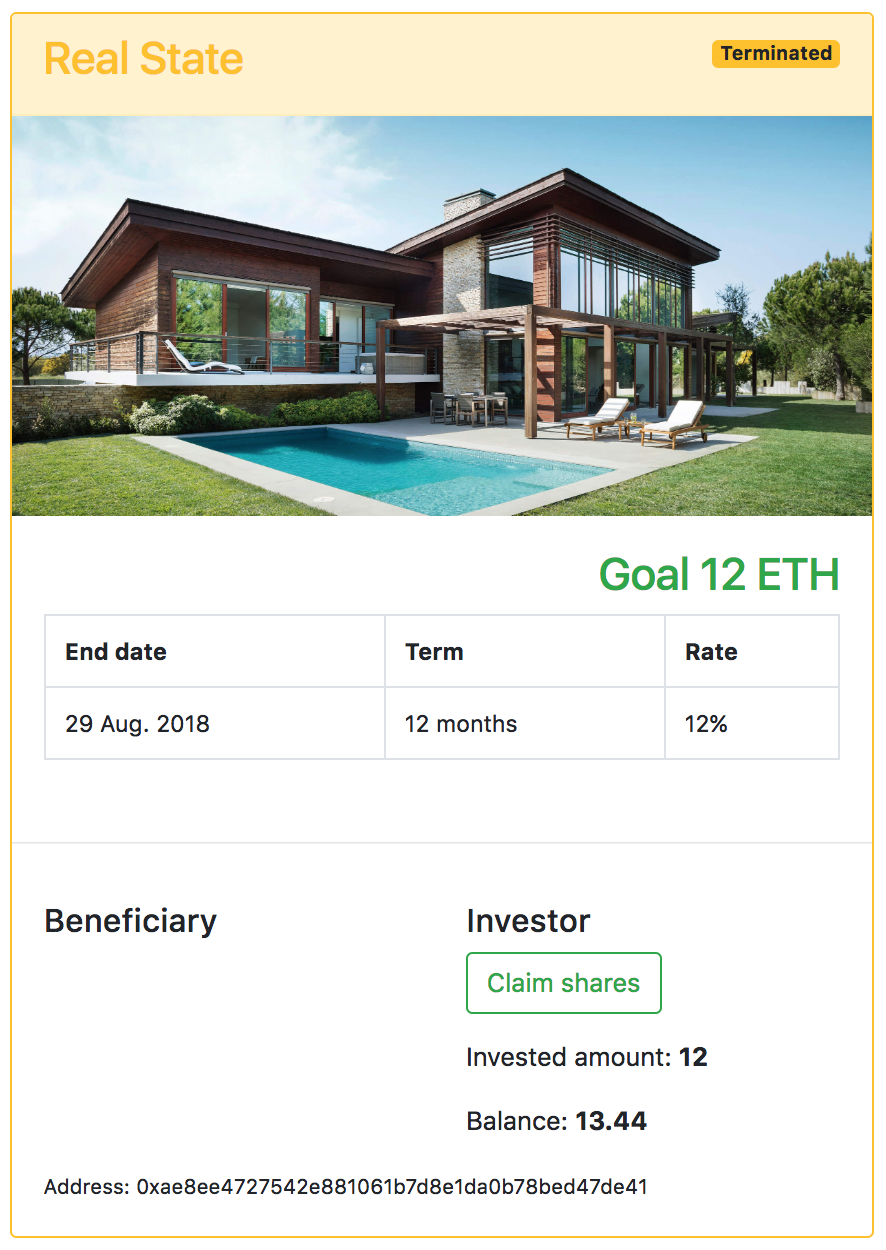 Real State
Terminated
Goal 12 ETH
End date Term Rate
29 Aug. 2018 12 months 12%
Beneficiary Investor
Claim shares
Invested amount: 12
Balance: 13.44
Address: 0xae8ee4727542e881061b7d8e1da0b78bed47de41